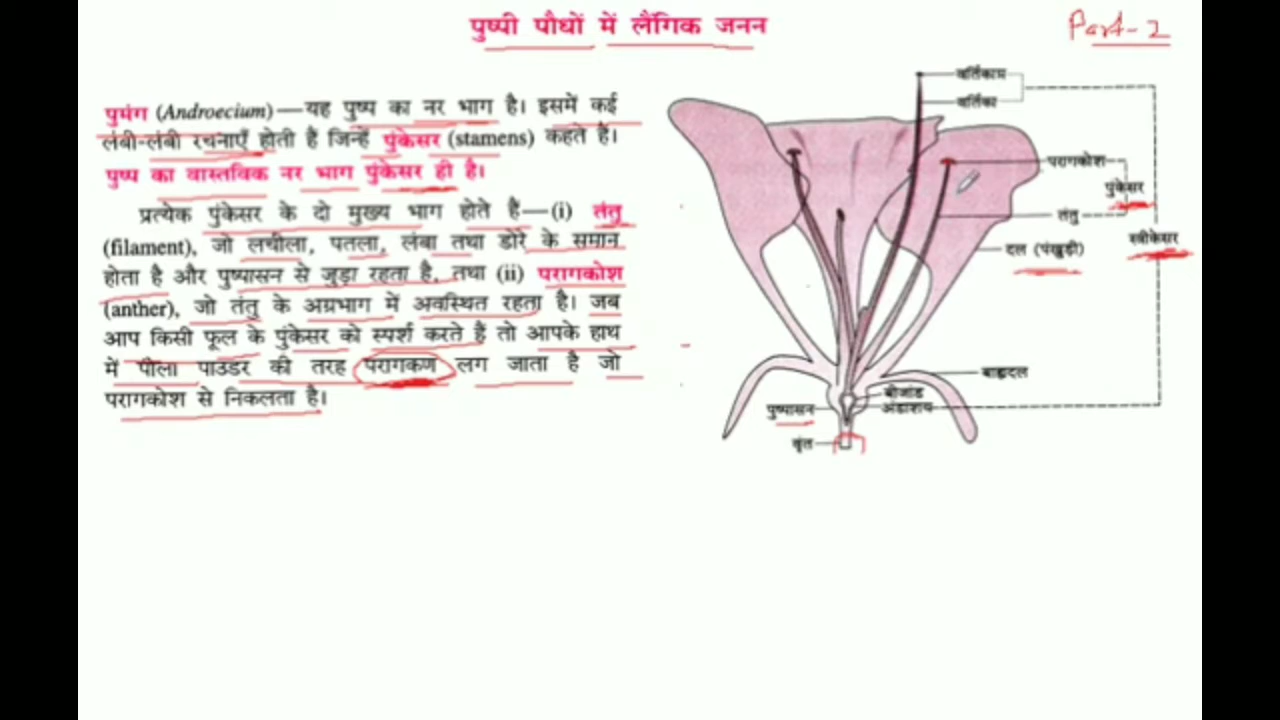 पुष्पी पौधों में लैंगिक जनन
Part-2
पुमंग (Androecium)—यह पुष्प का नर भाग है। इसमें कई
लंबी-लंबी रचनाएँ होती हैं जिन्हें पुंकेसर (stamens) कहते हैं।
पुष्प का वास्तविक नर भाग पुंकेसर ही है।
प्रत्येक पुंकेसर के दो मुख्य भाग होते हैं—(i) तंतु
(filament), जो लचीला, पतला, लंबा तथा डोरे के समान
होता है और पुष्पासन से जुड़ा रहता है, तथा (ii) परागकोश
(anther), जो तंतु के अग्रभाग में अवस्थित रहता है। जब
आप किसी फूल के पुंकेसर को स्पर्श करते हैं तो आपके हाथ
में पीला पाउडर की तरह परागकण लग जाता है जो
परागकोश से निकलता है।
वर्तिकाग्र
वर्तिका
परागकोश
पुंकेसर
तंतु
स्त्रीकेसर
दल (पंखुड़ी)
बाह्यदल
बीजांड
अंडाशय
पुष्पासन
वृंत